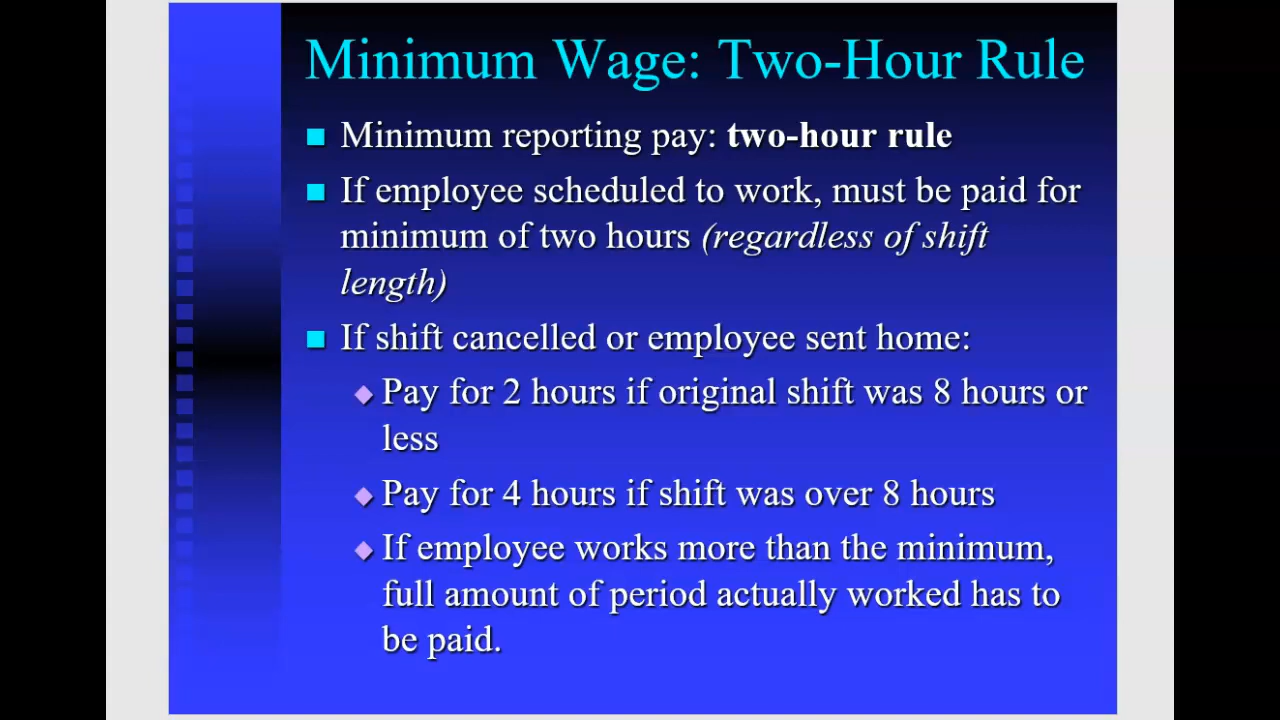 Minimum Wage: Two-Hour Rule
Minimum reporting pay: two-hour rule
If employee scheduled to work, must be paid for
minimum of two hours (regardless of shift
length)
If shift cancelled or employee sent home:
Pay for 2 hours if original shift was 8 hours or
less
Pay for 4 hours if shift was over 8 hours
If employee works more than the minimum,
full amount of period actually worked has to
be paid.